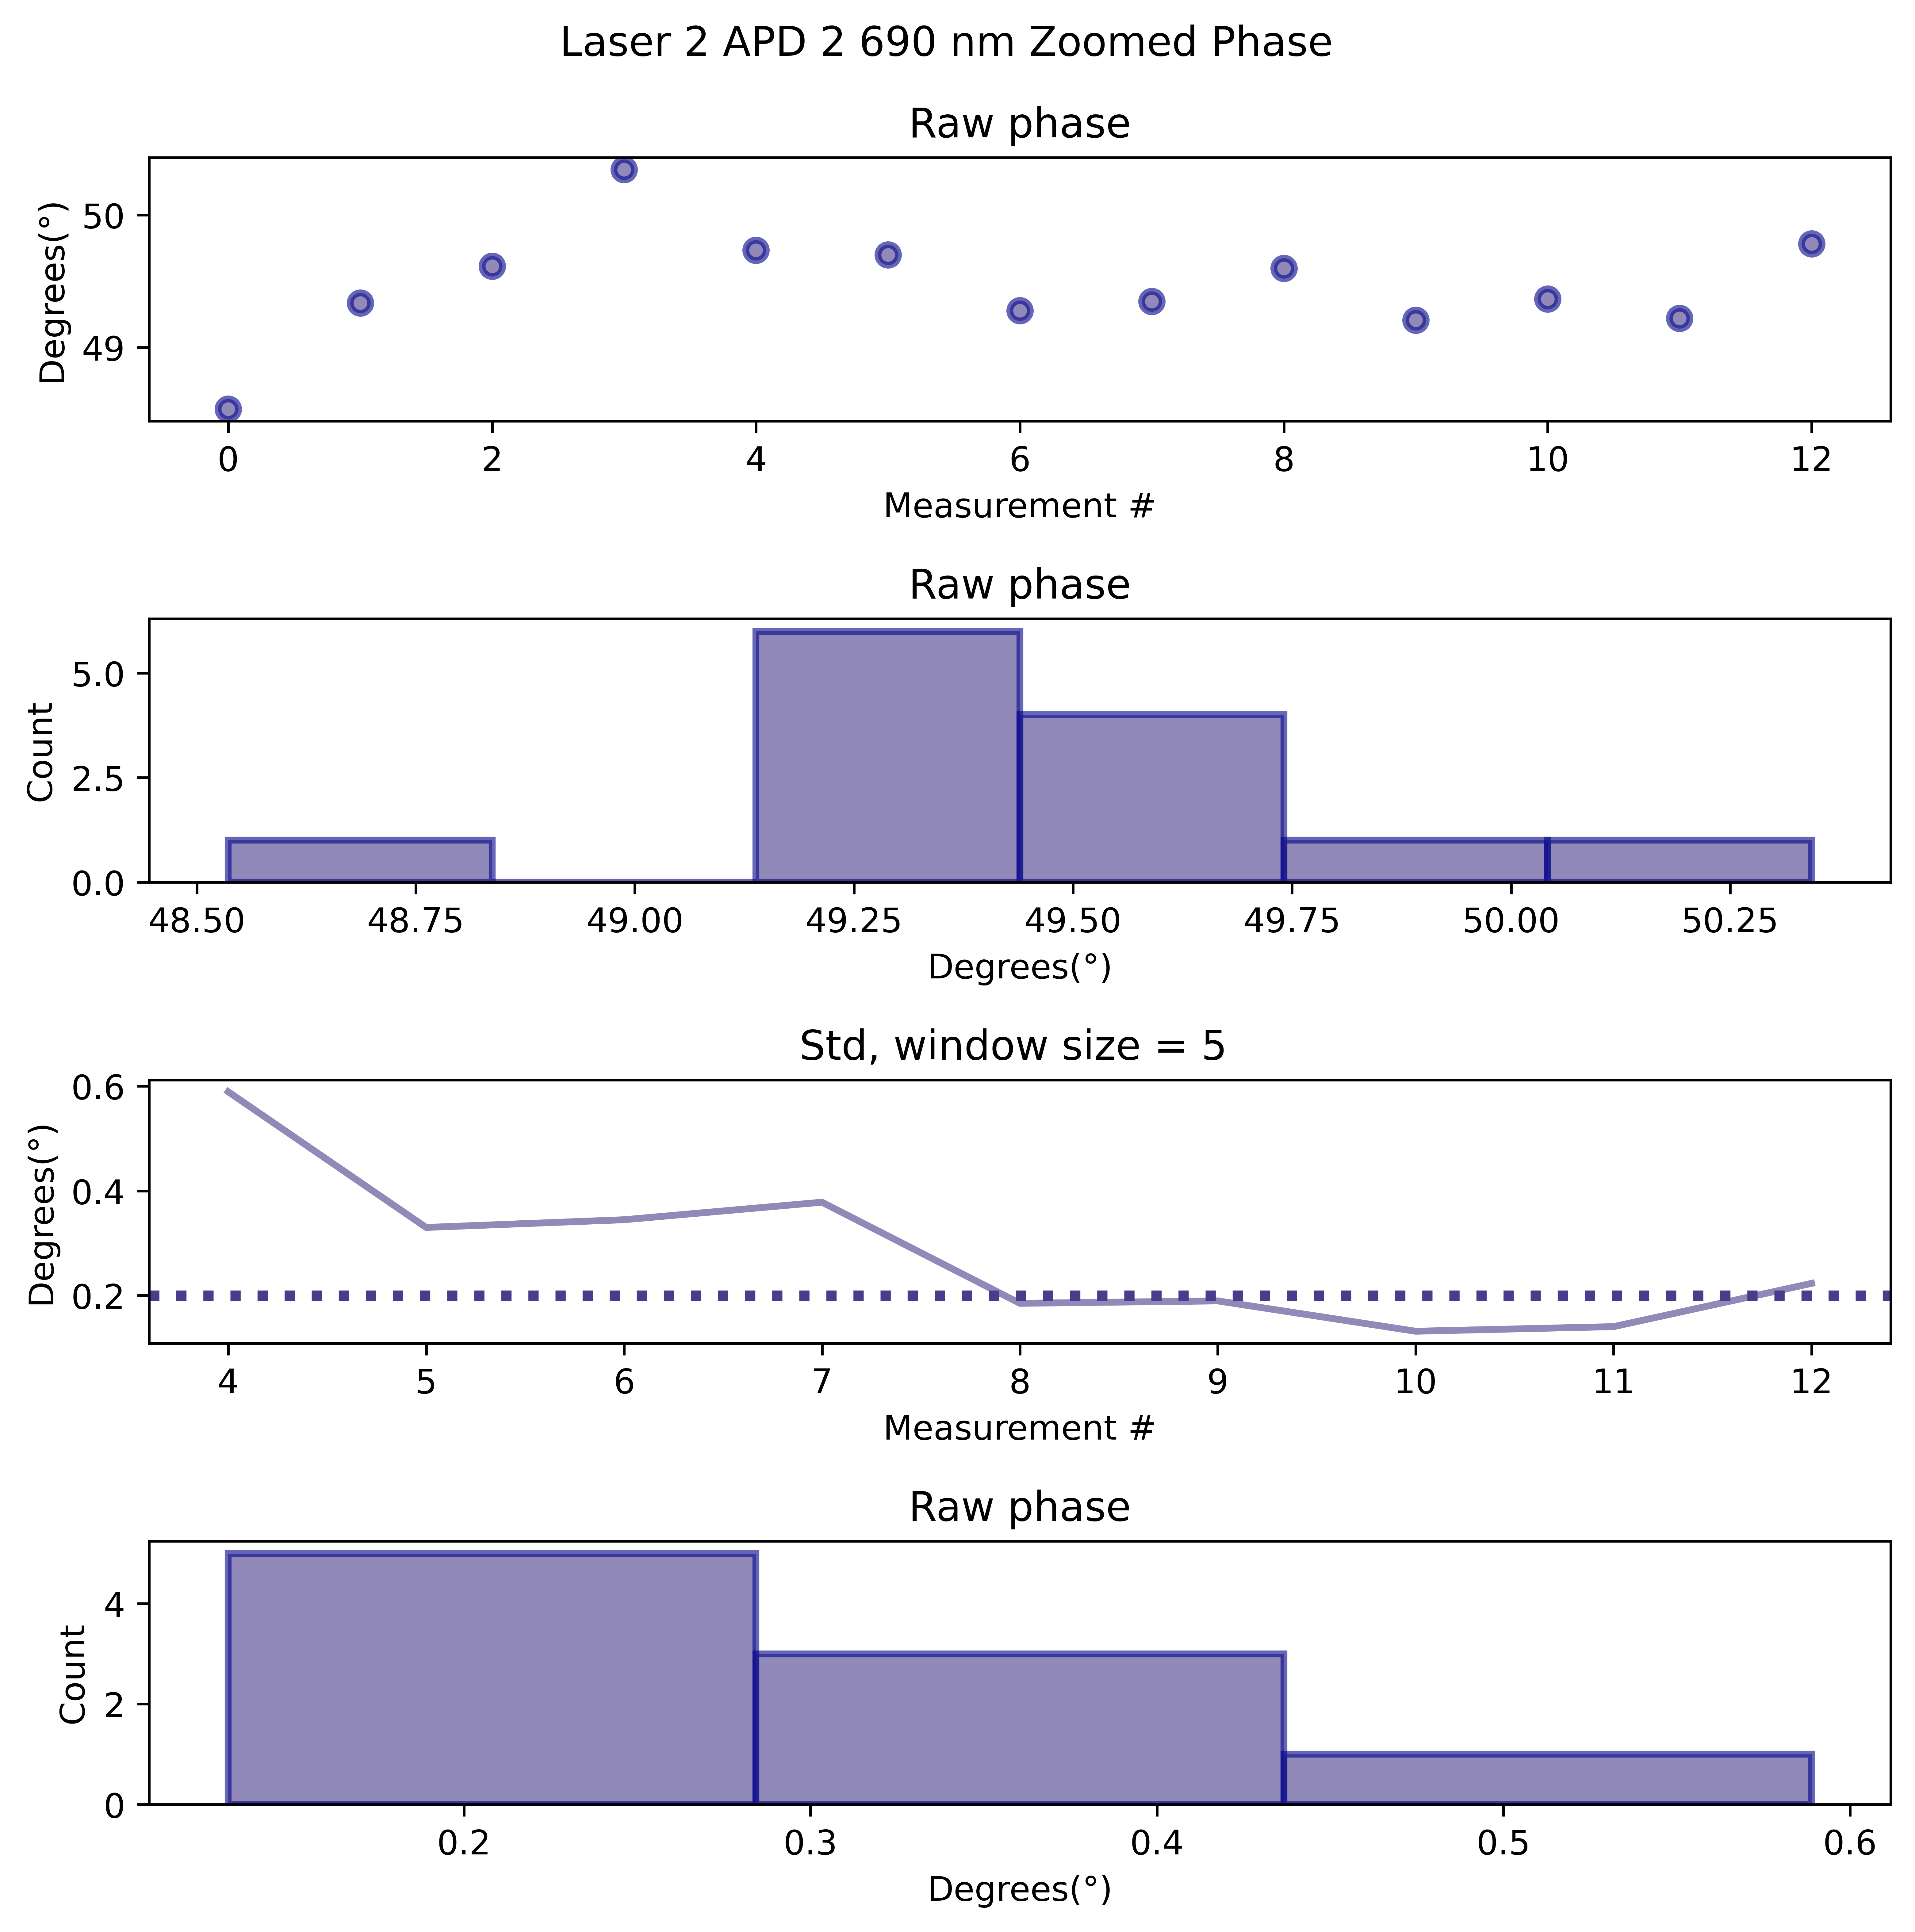 Laser 2 APD 2 690 nm Zoomed Phase
Raw phase
Degrees(°)
50
49
0 2 4 6 8 10 12
Measurement #
Raw phase
Count
5.0
2.5
0.0
48.50 48.75 49.00 49.25 49.50 49.75 50.00 50.25
Degrees(°)
Std, window size = 5
Degrees(°)
0.6
0.4
0.2
4 5 6 7 8 9 10 11 12
Measurement #
Raw phase
Count
4
2
0
0.2 0.3 0.4 0.5 0.6
Degrees(°)